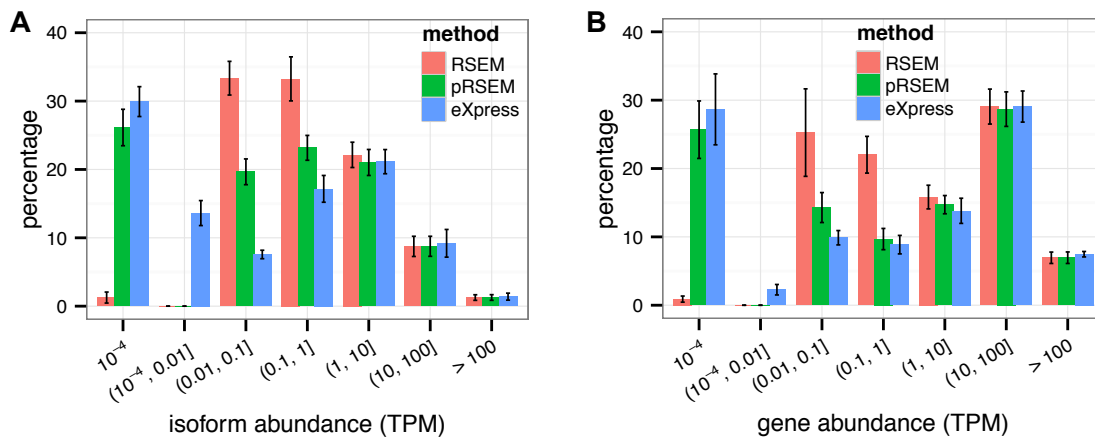 A
method
RSEM
pRSEM
eXpress
percentage
40
30
20
10
0
10⁻⁴
(10⁻⁴, 0.01]
(0.01, 0.1]
(0.1, 1]
(1, 10]
(10, 100]
> 100
isoform abundance (TPM)
B
method
RSEM
pRSEM
eXpress
percentage
40
30
20
10
0
10⁻⁴
(10⁻⁴, 0.01]
(0.01, 0.1]
(0.1, 1]
(1, 10]
(10, 100]
> 100
gene abundance (TPM)